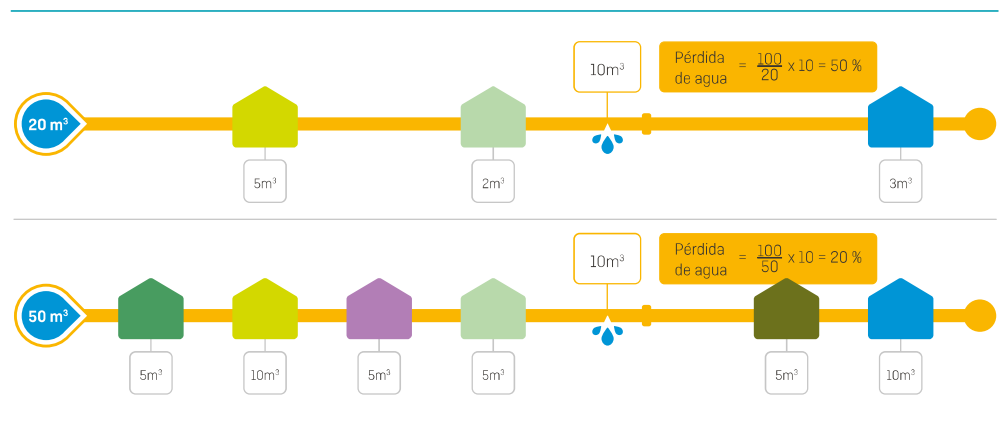 10m³
Pérdida de agua = 100/20 x 10 = 50 %
20 m³
5m³
2m³
3m³
10m³
Pérdida de agua = 100/50 x 10 = 20 %
50 m³
5m³
10m³
5m³
5m³
5m³
10m³